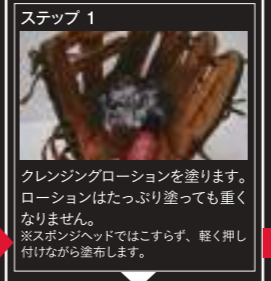 ステップ 1
クレンジングローションを塗ります。
ローションはたっぷり塗っても重く
なりません。
※スポンジヘッドではこすらず、軽く押し
付けながら塗布します。